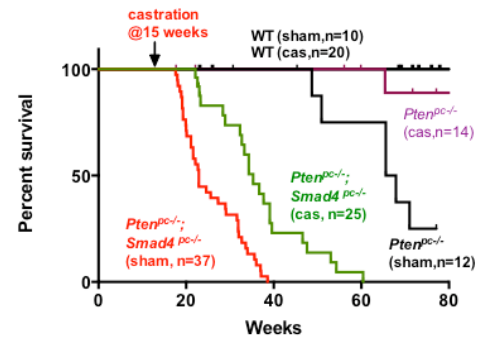 castration
@15 weeks
WT (sham,n=10)
WT (cas,n=20)
100
50
0
Percent survival
Pten^pc-/-
(cas,n=14)
Pten^pc-/-;
Smad4 ^pc-/-
(cas, n=25)
Pten^pc-/-;
Smad4 ^pc-/-
(sham, n=37)
Pten^pc-/-
(sham,n=12)
0 20 40 60 80
Weeks